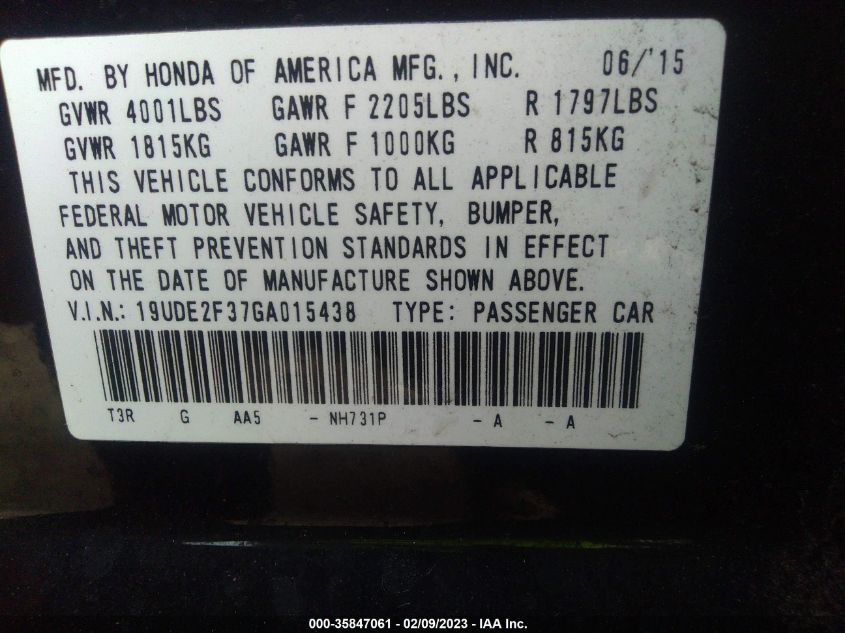 MFD. BY HONDA OF AMERICA MFG., INC. 06/'15
GVWR 4001LBS GAWR F 2205LBS R 1797LBS
GVWR 1815KG GAWR F 1000KG R 815KG
THIS VEHICLE CONFORMS TO ALL APPLICABLE
FEDERAL MOTOR VEHICLE SAFETY, BUMPER,
AND THEFT PREVENTION STANDARDS IN EFFECT
ON THE DATE OF MANUFACTURE SHOWN ABOVE.
V.I.N.: 19UDE2F37GA015438 TYPE: PASSENGER CAR
T3R G AA5 - NH731P - A - A
000-35847061 - 02/09/2023 - IAA Inc.